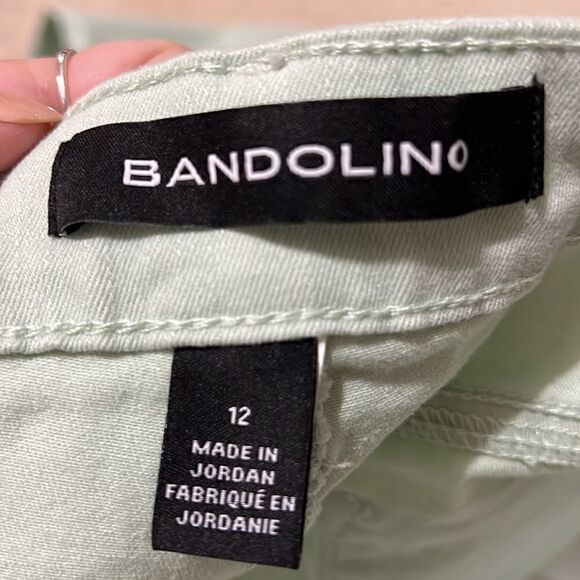 BANDOLINO
12
MADE IN
JORDAN
FABRIQUÉ EN
JORDANIE